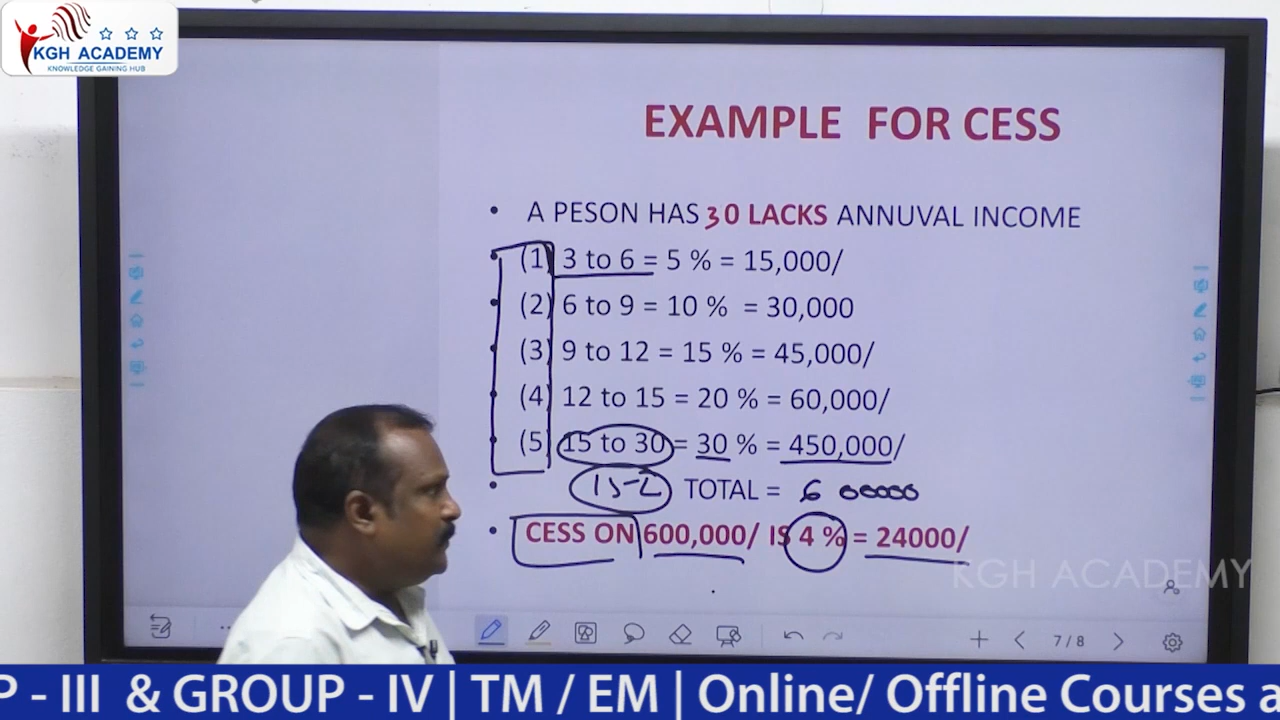 KGH ACADEMY
KNOWLEDGE GAINING HUB
EXAMPLE FOR CESS
• A PESON HAS 30 LACKS ANNUVAL INCOME
• (1) 3 to 6 = 5 % = 15,000/
• (2) 6 to 9 = 10 % = 30,000
• (3) 9 to 12 = 15 % = 45,000/
• (4) 12 to 15 = 20 % = 60,000/
• (5) 15 to 30 = 30 % = 450,000/
• 15-L TOTAL = 6 00000
• CESS ON 600,000/ IS 4 % = 24000/
KGH ACADEMY
7 / 8
P - III & GROUP - IV | TM / EM | Online/ Offline Courses a